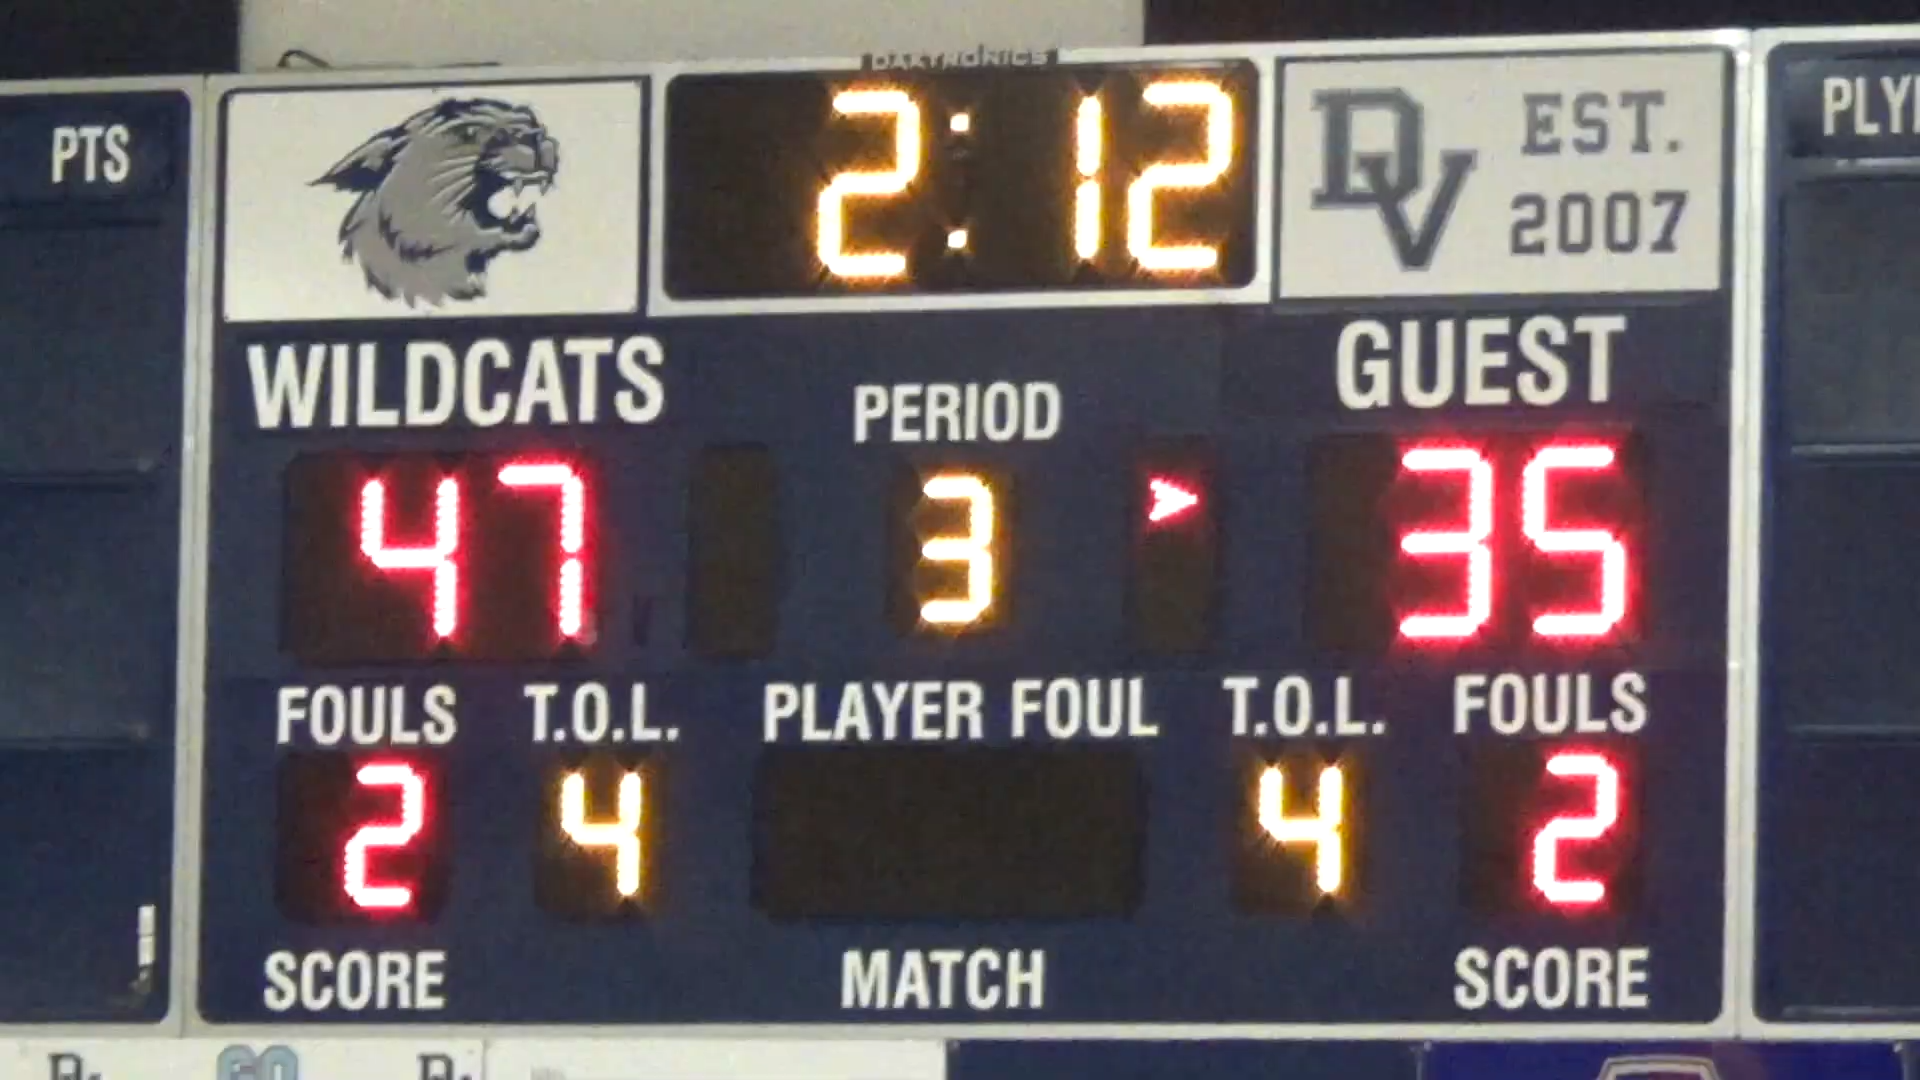 DAKTRONICS
PTS
2:12
DV
EST.
2007
WILDCATS
PERIOD
GUEST
47
3
35
FOULS
T.O.L.
PLAYER FOUL
T.O.L.
FOULS
2
4
4
2
SCORE
MATCH
SCORE